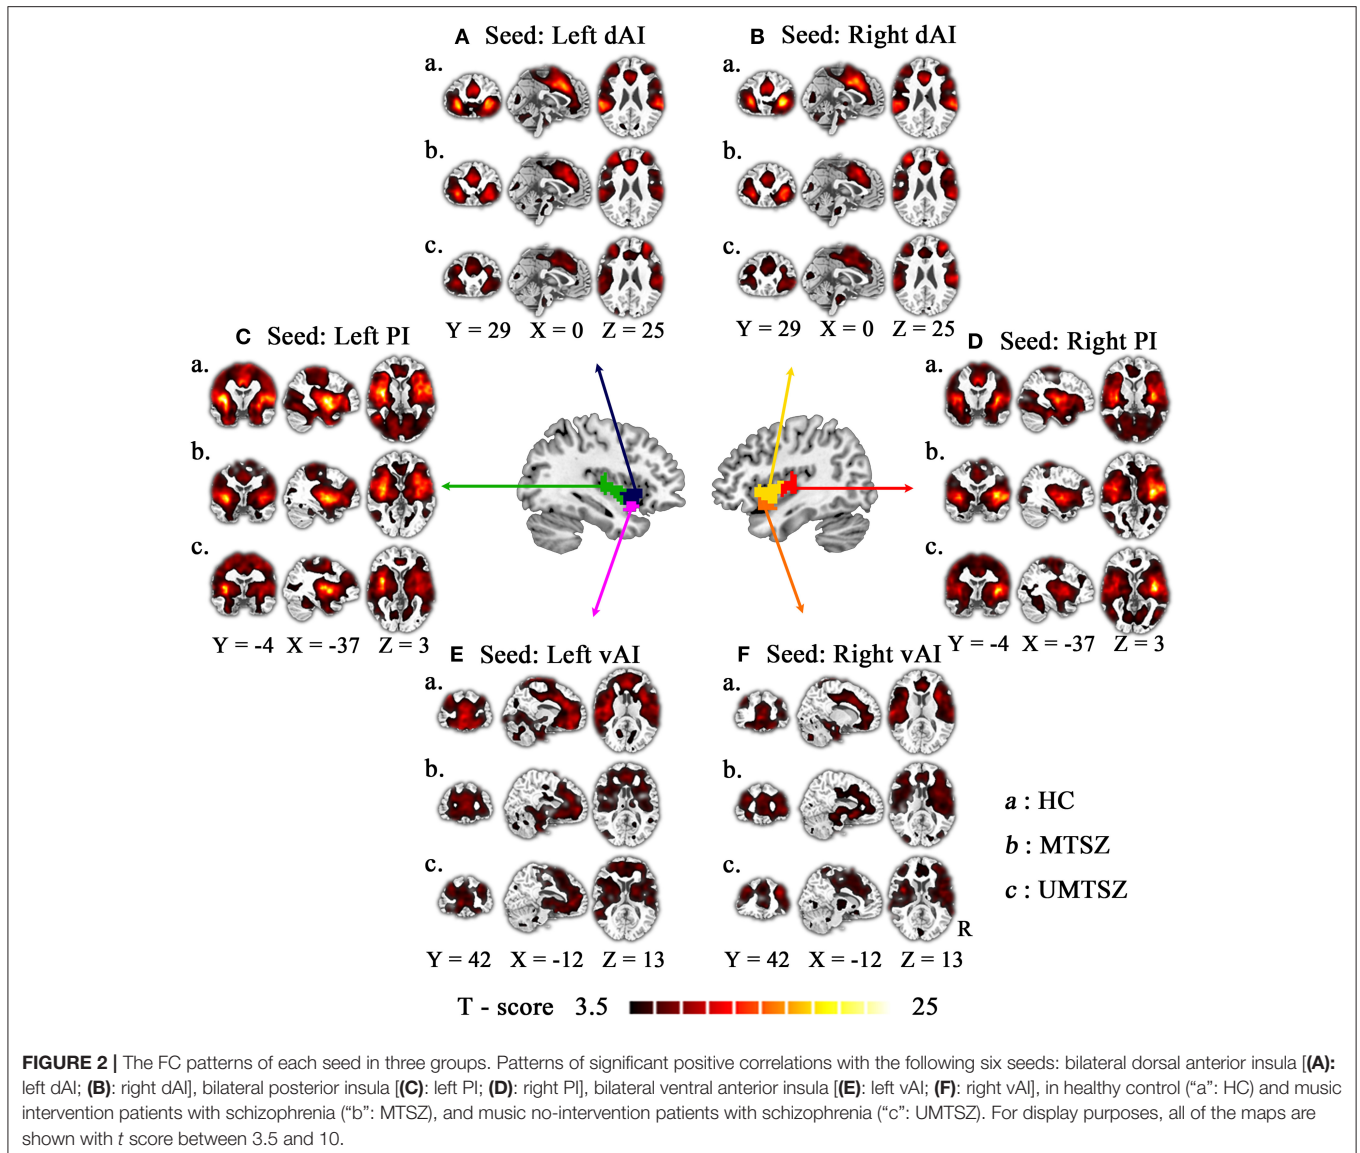 A Seed: Left dAI
B Seed: Right dAI
a.
a.
b.
b.
c.
c.
Y = 29 X = 0 Z = 25
Y = 29 X = 0 Z = 25
C Seed: Left PI
D Seed: Right PI
a.
a.
b.
b.
c.
c.
Y = -4 X = -37 Z = 3
Y = -4 X = -37 Z = 3
E Seed: Left vAI
F Seed: Right vAI
a.
a.
b.
b.
c.
c.
a : HC
b : MTSZ
c : UMTSZ
R
Y = 42 X = -12 Z = 13
Y = 42 X = -12 Z = 13
T - score 3.5 25
FIGURE 2 | The FC patterns of each seed in three groups. Patterns of significant positive correlations with the following six seeds: bilateral dorsal anterior insula [(A):
left dAI; (B): right dAI], bilateral posterior insula [(C): left PI; (D): right PI], bilateral ventral anterior insula [(E): left vAI; (F): right vAI], in healthy control ("a": HC) and music
intervention patients with schizophrenia ("b": MTSZ), and music no-intervention patients with schizophrenia ("c": UMTSZ). For display purposes, all of the maps are
shown with t score between 3.5 and 10.